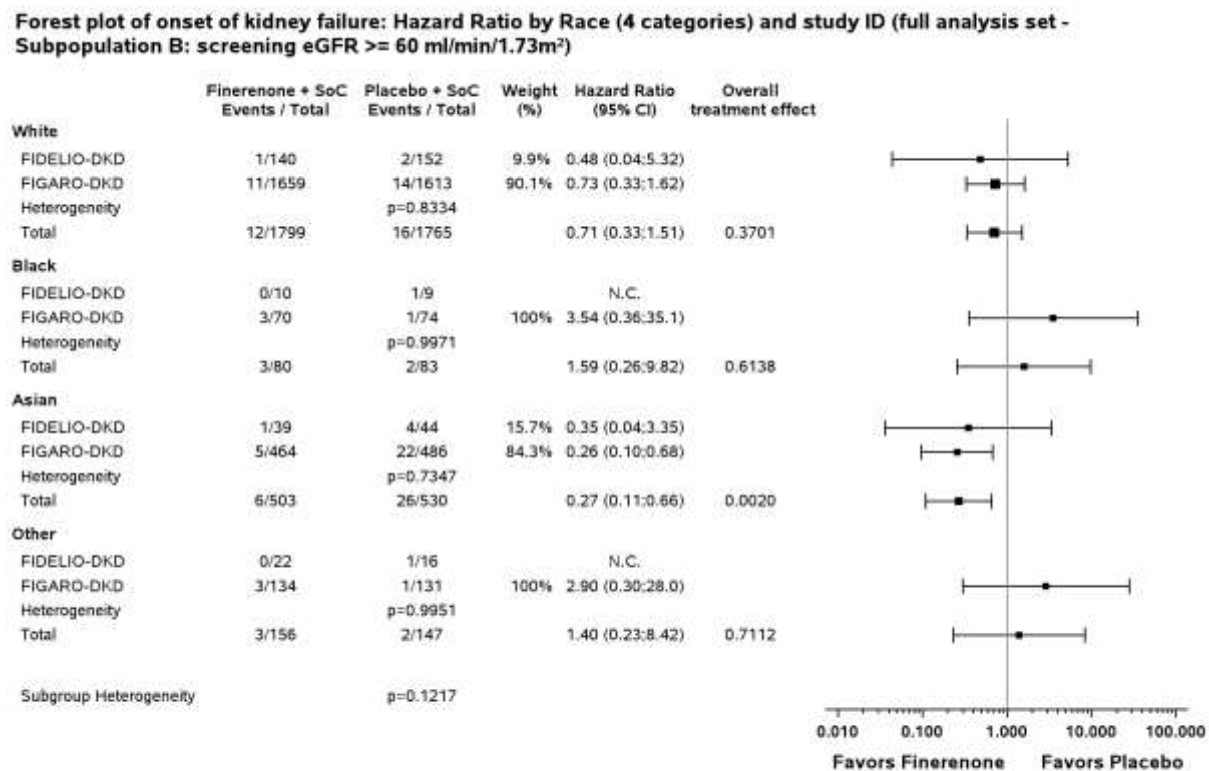 Forest plot of onset of kidney failure: Hazard Ratio by Race (4 categories) and study ID (full analysis set -
Subpopulation B: screening eGFR >= 60 ml/min/1.73m²)
Finerenone + SoC Placebo + SoC Weight Hazard Ratio Overall
Events / Total Events / Total (%) (95% CI) treatment effect
White
FIDELIO-DKD 1/140 2/152 9.9% 0.48 (0.04;5.32)
FIGARO-DKD 11/1659 14/1613 90.1% 0.73 (0.33;1.62)
Heterogeneity p=0.8334
Total 12/1799 16/1765 0.71 (0.33;1.51) 0.3701
Black
FIDELIO-DKD 0/10 1/9 N.C.
FIGARO-DKD 3/70 1/74 100% 3.54 (0.36;35.1)
Heterogeneity p=0.9971
Total 3/80 2/83 1.59 (0.26;9.82) 0.6138
Asian
FIDELIO-DKD 1/39 4/44 15.7% 0.35 (0.04;3.35)
FIGARO-DKD 5/464 22/486 84.3% 0.26 (0.10;0.68)
Heterogeneity p=0.7347
Total 6/503 26/530 0.27 (0.11;0.66) 0.0020
Other
FIDELIO-DKD 0/22 1/16 N.C.
FIGARO-DKD 3/134 1/131 100% 2.90 (0.30;28.0)
Heterogeneity p=0.9951
Total 3/156 2/147 1.40 (0.23;8.42) 0.7112
Subgroup Heterogeneity p=0.1217
0.010 0.100 1.000 10.000 100.000
Favors Finerenone Favors Placebo